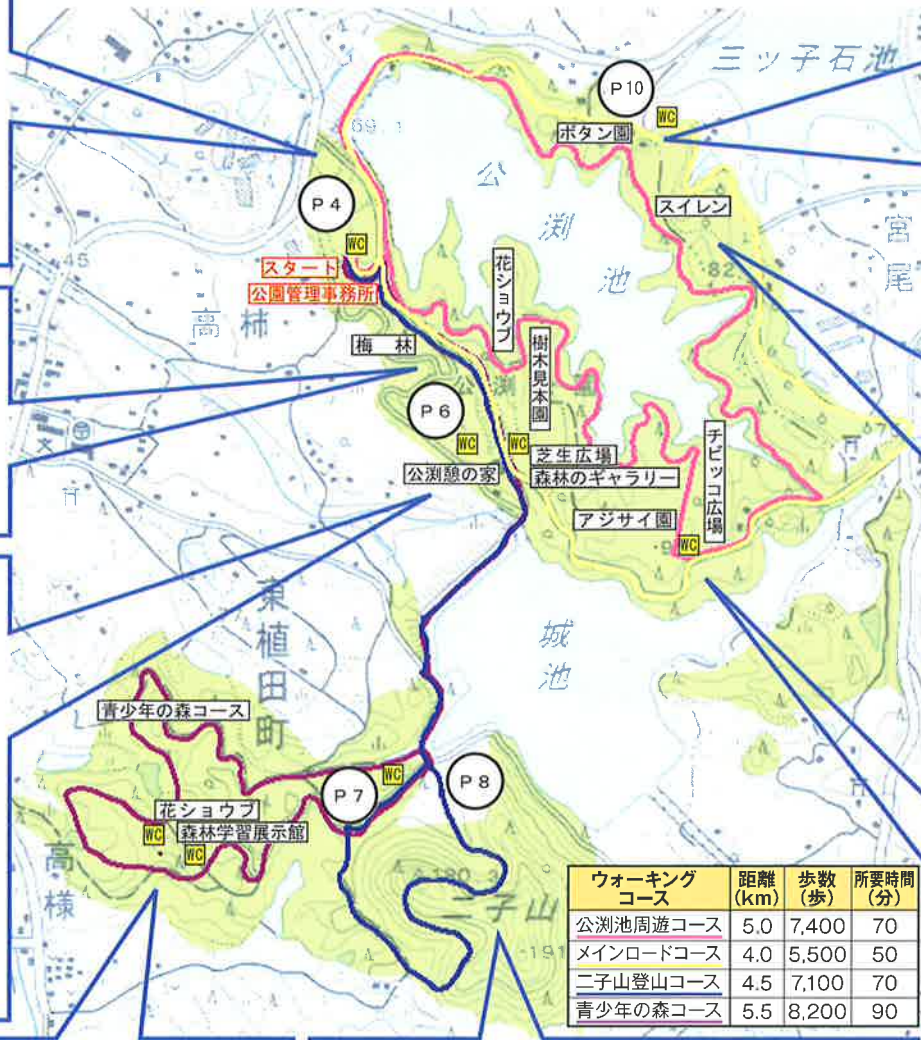 三ツ子石池
P10
WC
ボタン園
69.1
公渕池
スイレン
宮尾
P4
WC
スタート
公園管理事務所
45
82
高柿
花ショウブ
梅林
樹木見本園
P6
WC
WC
芝生広場
公渕憩の家
森林のギャラリー
チビッコ広場
アジサイ園
WC
67
東植田町
城池
青少年の森コース
P7
WC
P8
花ショウブ
WC
森林学習展示館
WC
高様
二子山
191
ウォーキングコース 距離(km) 歩数(歩) 所要時間(分)
公渕池周遊コース 5.0 7,400 70
メインロードコース 4.0 5,500 50
二子山登山コース 4.5 7,100 70
青少年の森コース 5.5 8,200 90